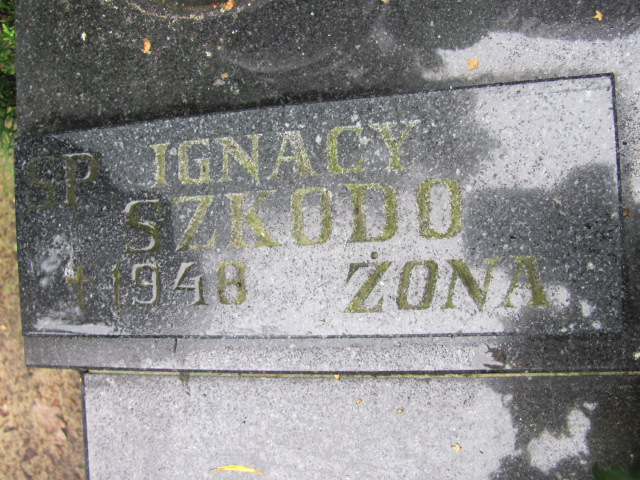 SP IGNACY
SZKODO
† 1948 ŻONA